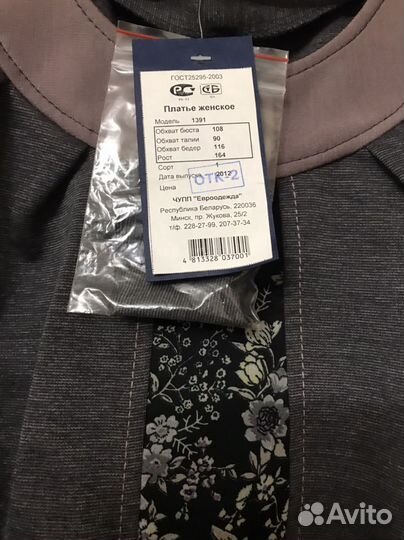 ГОСТ25295-2003
Платье женское
Модель 1391
Обхват бюста 108
Обхват талии 90
Обхват бедер 116
Рост 164
Сорт 1
Дата выпуска 2012
Цена
ОТК-2
ЧУПП "Евроодежда"
Республика Беларусь, 220036
Минск, пр. Жукова, 25/2
т/ф. 228-27-99, 207-37-34
4 813328 037001
Avito